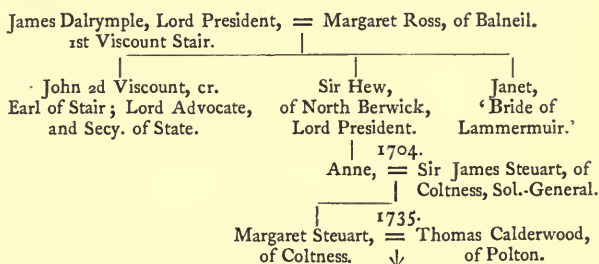 James Dalrymple, Lord President, = Margaret Ross, of Balneil.
1st Viscount Stair.
John 2d Viscount, cr. Sir Hew, Janet,
Earl of Stair; Lord Advocate, of North Berwick, ‘Bride of
and Secy. of State. Lord President. Lammermuir.’
1704.
Anne, = Sir James Steuart, of
Coltness, Sol.-General.
1735.
Margaret Steuart, = Thomas Calderwood,
of Coltness. of Polton.